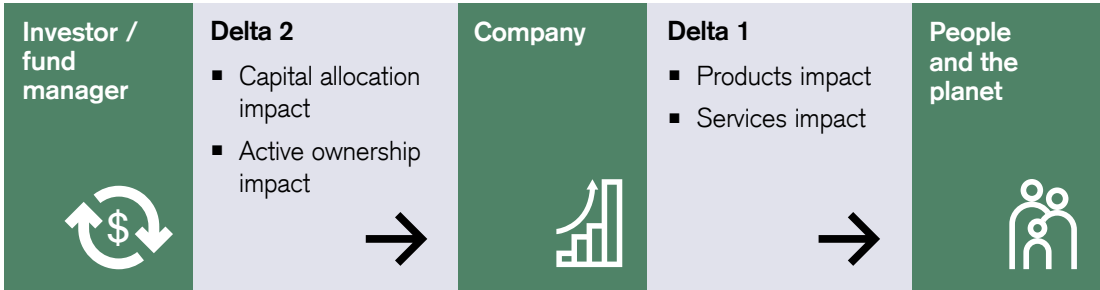 Investor /
fund
manager
$
Delta 2
▪ Capital allocation
impact
▪ Active ownership
impact
Company
Delta 1
▪ Products impact
▪ Services impact
People
and the
planet